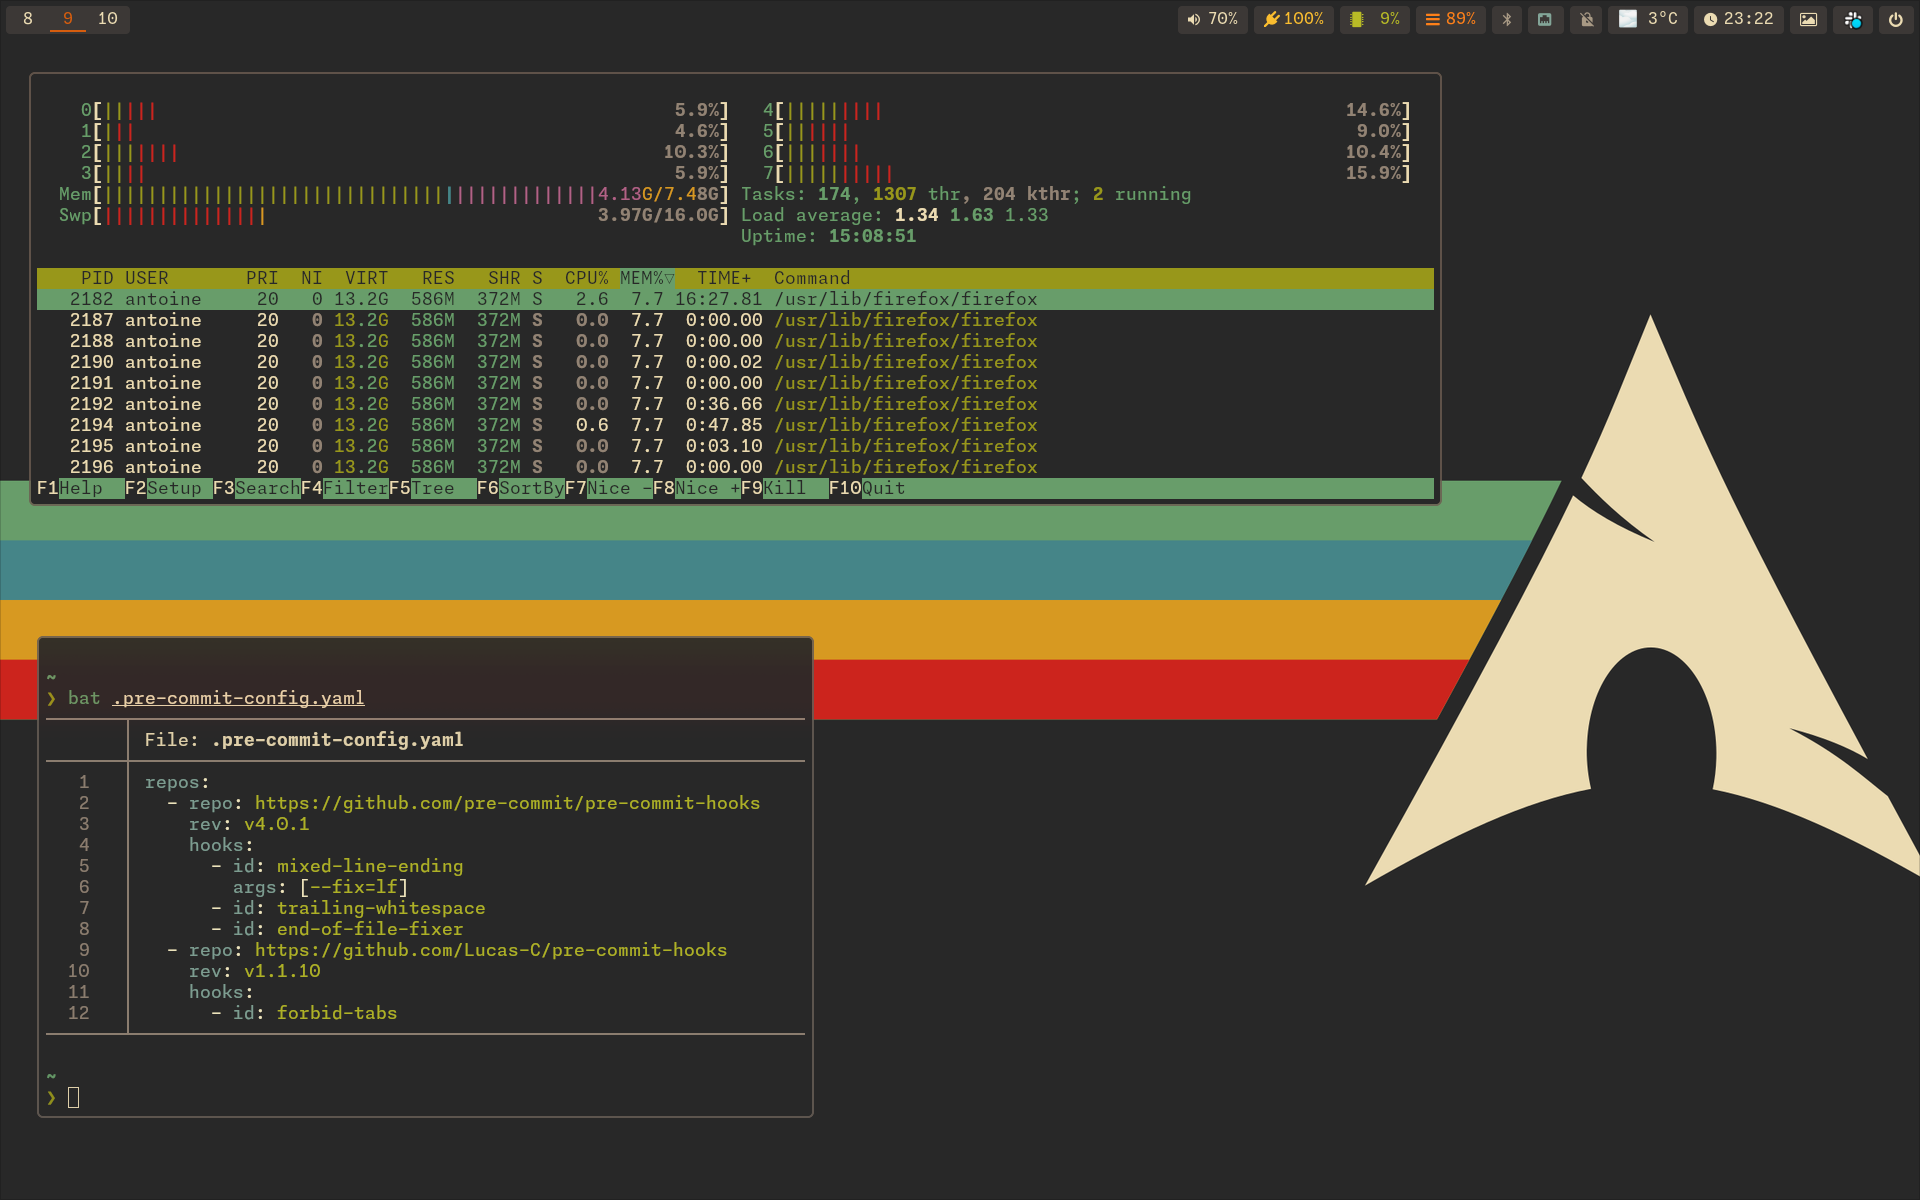 8 9 10 70% 100% 9% 89% 3°C 23:22
0[||||| 5.9%] 4[||||||||| 14.6%]
1[||| 4.6%] 5[|||||| 9.0%]
2[||||||| 10.3%] 6[||||||| 10.4%]
3[|||| 5.9%] 7[|||||||||| 15.9%]
Mem[|||||||||||||||||||||||||||||||||||||||||||||4.13G/7.48G] Tasks: 174, 1307 thr, 204 kthr; 2 running
Swp[||||||||||||||| 3.97G/16.0G] Load average: 1.34 1.63 1.33
Uptime: 15:08:51
PID USER PRI NI VIRT RES SHR S CPU% MEM%▽ TIME+ Command
2182 antoine 20 0 13.2G 586M 372M S 2.6 7.7 16:27.81 /usr/lib/firefox/firefox
2187 antoine 20 0 13.2G 586M 372M S 0.0 7.7 0:00.00 /usr/lib/firefox/firefox
2188 antoine 20 0 13.2G 586M 372M S 0.0 7.7 0:00.00 /usr/lib/firefox/firefox
2190 antoine 20 0 13.2G 586M 372M S 0.0 7.7 0:00.02 /usr/lib/firefox/firefox
2191 antoine 20 0 13.2G 586M 372M S 0.0 7.7 0:00.00 /usr/lib/firefox/firefox
2192 antoine 20 0 13.2G 586M 372M S 0.0 7.7 0:36.66 /usr/lib/firefox/firefox
2194 antoine 20 0 13.2G 586M 372M S 0.6 7.7 0:47.85 /usr/lib/firefox/firefox
2195 antoine 20 0 13.2G 586M 372M S 0.0 7.7 0:03.10 /usr/lib/firefox/firefox
2196 antoine 20 0 13.2G 586M 372M S 0.0 7.7 0:00.00 /usr/lib/firefox/firefox
F1Help F2Setup F3SearchF4FilterF5Tree F6SortByF7Nice -F8Nice +F9Kill F10Quit
~
❯ bat .pre-commit-config.yaml
File: .pre-commit-config.yaml
1 repos:
2 - repo: https://github.com/pre-commit/pre-commit-hooks
3 rev: v4.0.1
4 hooks:
5 - id: mixed-line-ending
6 args: [--fix=lf]
7 - id: trailing-whitespace
8 - id: end-of-file-fixer
9 - repo: https://github.com/Lucas-C/pre-commit-hooks
10 rev: v1.1.10
11 hooks:
12 - id: forbid-tabs
~
❯